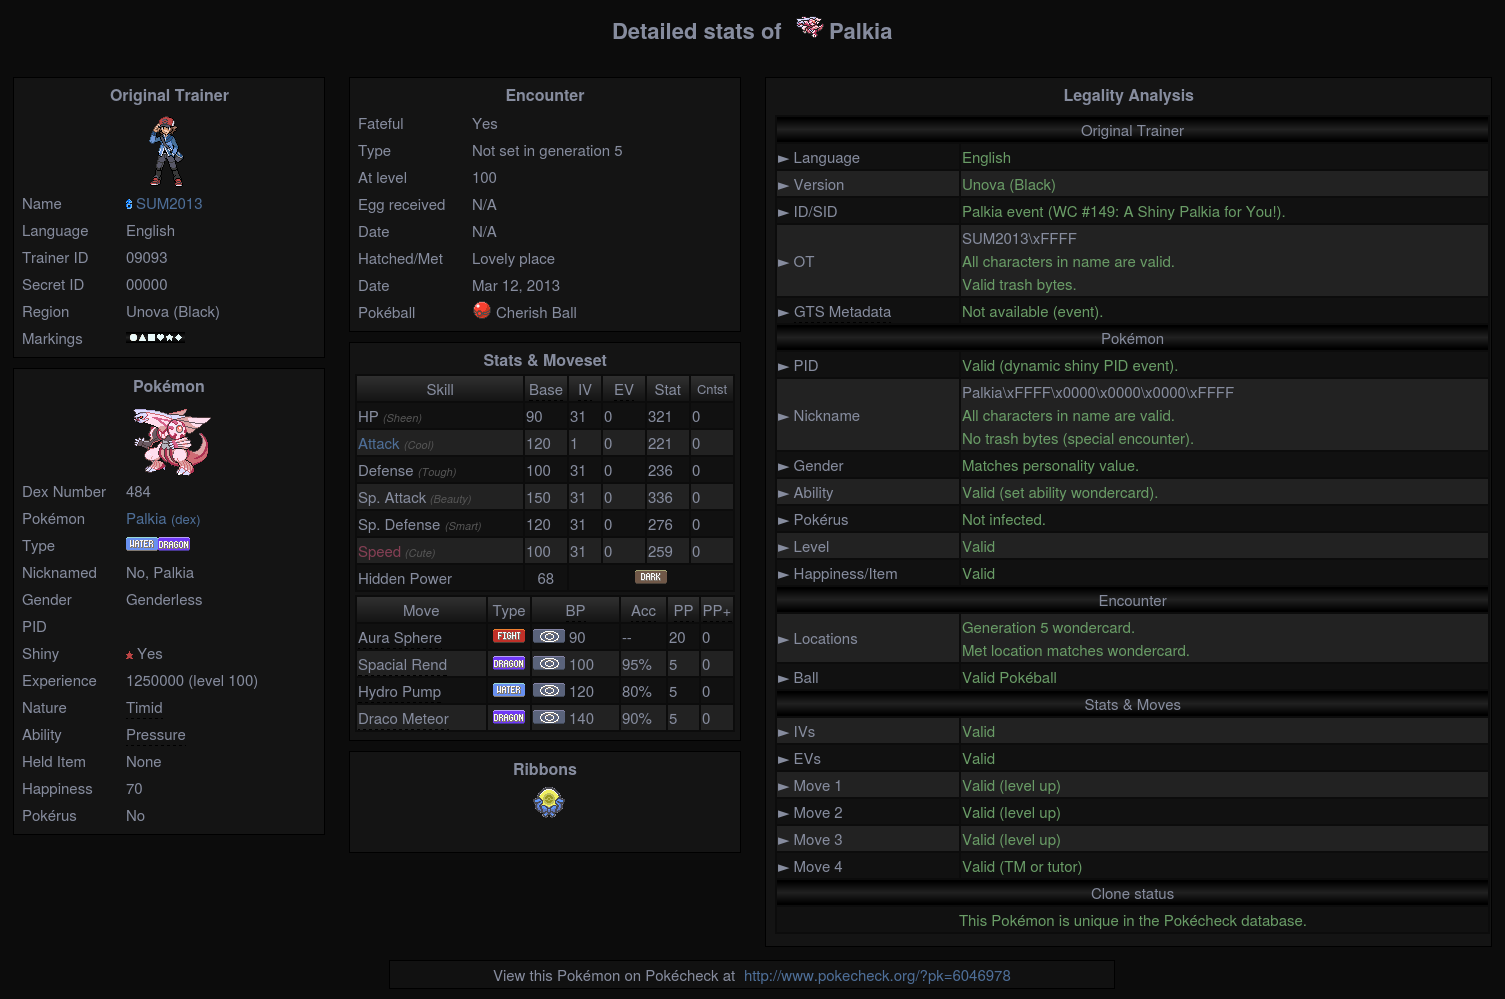 Detailed stats of Palkia
Original Trainer
Name SUM2013
Language English
Trainer ID 09093
Secret ID 00000
Region Unova (Black)
Markings ●▲■♥★◆
Pokémon
Dex Number 484
Pokémon Palkia (dex)
Type WATER DRAGON
Nicknamed No, Palkia
Gender Genderless
PID
Shiny Yes
Experience 1250000 (level 100)
Nature Timid
Ability Pressure
Held Item None
Happiness 70
Pokérus No
Encounter
Fateful Yes
Type Not set in generation 5
At level 100
Egg received N/A
Date N/A
Hatched/Met Lovely place
Date Mar 12, 2013
Pokéball Cherish Ball
Stats & Moveset
Skill Base IV EV Stat Cntst
HP (Sheen) 90 31 0 321 0
Attack (Cool) 120 1 0 221 0
Defense (Tough) 100 31 0 236 0
Sp. Attack (Beauty) 150 31 0 336 0
Sp. Defense (Smart) 120 31 0 276 0
Speed (Cute) 100 31 0 259 0
Hidden Power 68 DARK
Move Type BP Acc PP PP+
Aura Sphere FIGHT 90 -- 20 0
Spacial Rend DRAGON 100 95% 5 0
Hydro Pump WATER 120 80% 5 0
Draco Meteor DRAGON 140 90% 5 0
Ribbons
Legality Analysis
Original Trainer
► Language English
► Version Unova (Black)
► ID/SID Palkia event (WC #149: A Shiny Palkia for You!).
► OT SUM2013\xFFFF
All characters in name are valid.
Valid trash bytes.
► GTS Metadata Not available (event).
Pokémon
► PID Valid (dynamic shiny PID event).
► Nickname Palkia\xFFFF\x0000\x0000\x0000\xFFFF
All characters in name are valid.
No trash bytes (special encounter).
► Gender Matches personality value.
► Ability Valid (set ability wondercard).
► Pokérus Not infected.
► Level Valid
► Happiness/Item Valid
Encounter
► Locations Generation 5 wondercard.
Met location matches wondercard.
► Ball Valid Pokéball
Stats & Moves
► IVs Valid
► EVs Valid
► Move 1 Valid (level up)
► Move 2 Valid (level up)
► Move 3 Valid (level up)
► Move 4 Valid (TM or tutor)
Clone status
This Pokémon is unique in the Pokécheck database.
View this Pokémon on Pokécheck at http://www.pokecheck.org/?pk=6046978